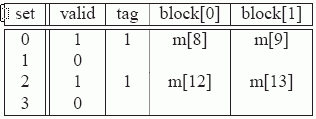 set valid tag block[0] block[1]
0 1 1 m[8] m[9]
1 0
2 1 1 m[12] m[13]
3 0